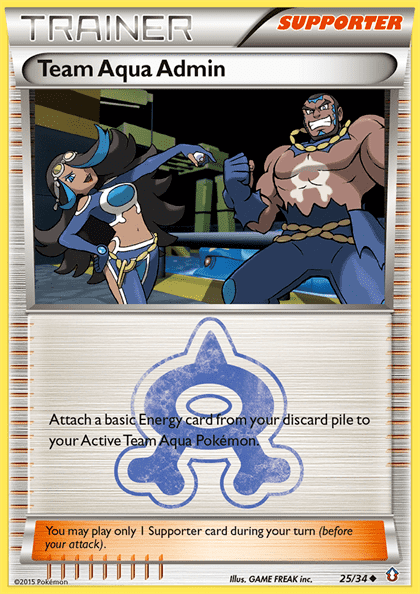 TRAINER
SUPPORTER
Team Aqua Admin
Attach a basic Energy card from your discard pile to
your Active Team Aqua Pokémon.
You may play only 1 Supporter card during your turn (before
your attack).
©2015 Pokémon
Illus. GAME FREAK inc.
25/34